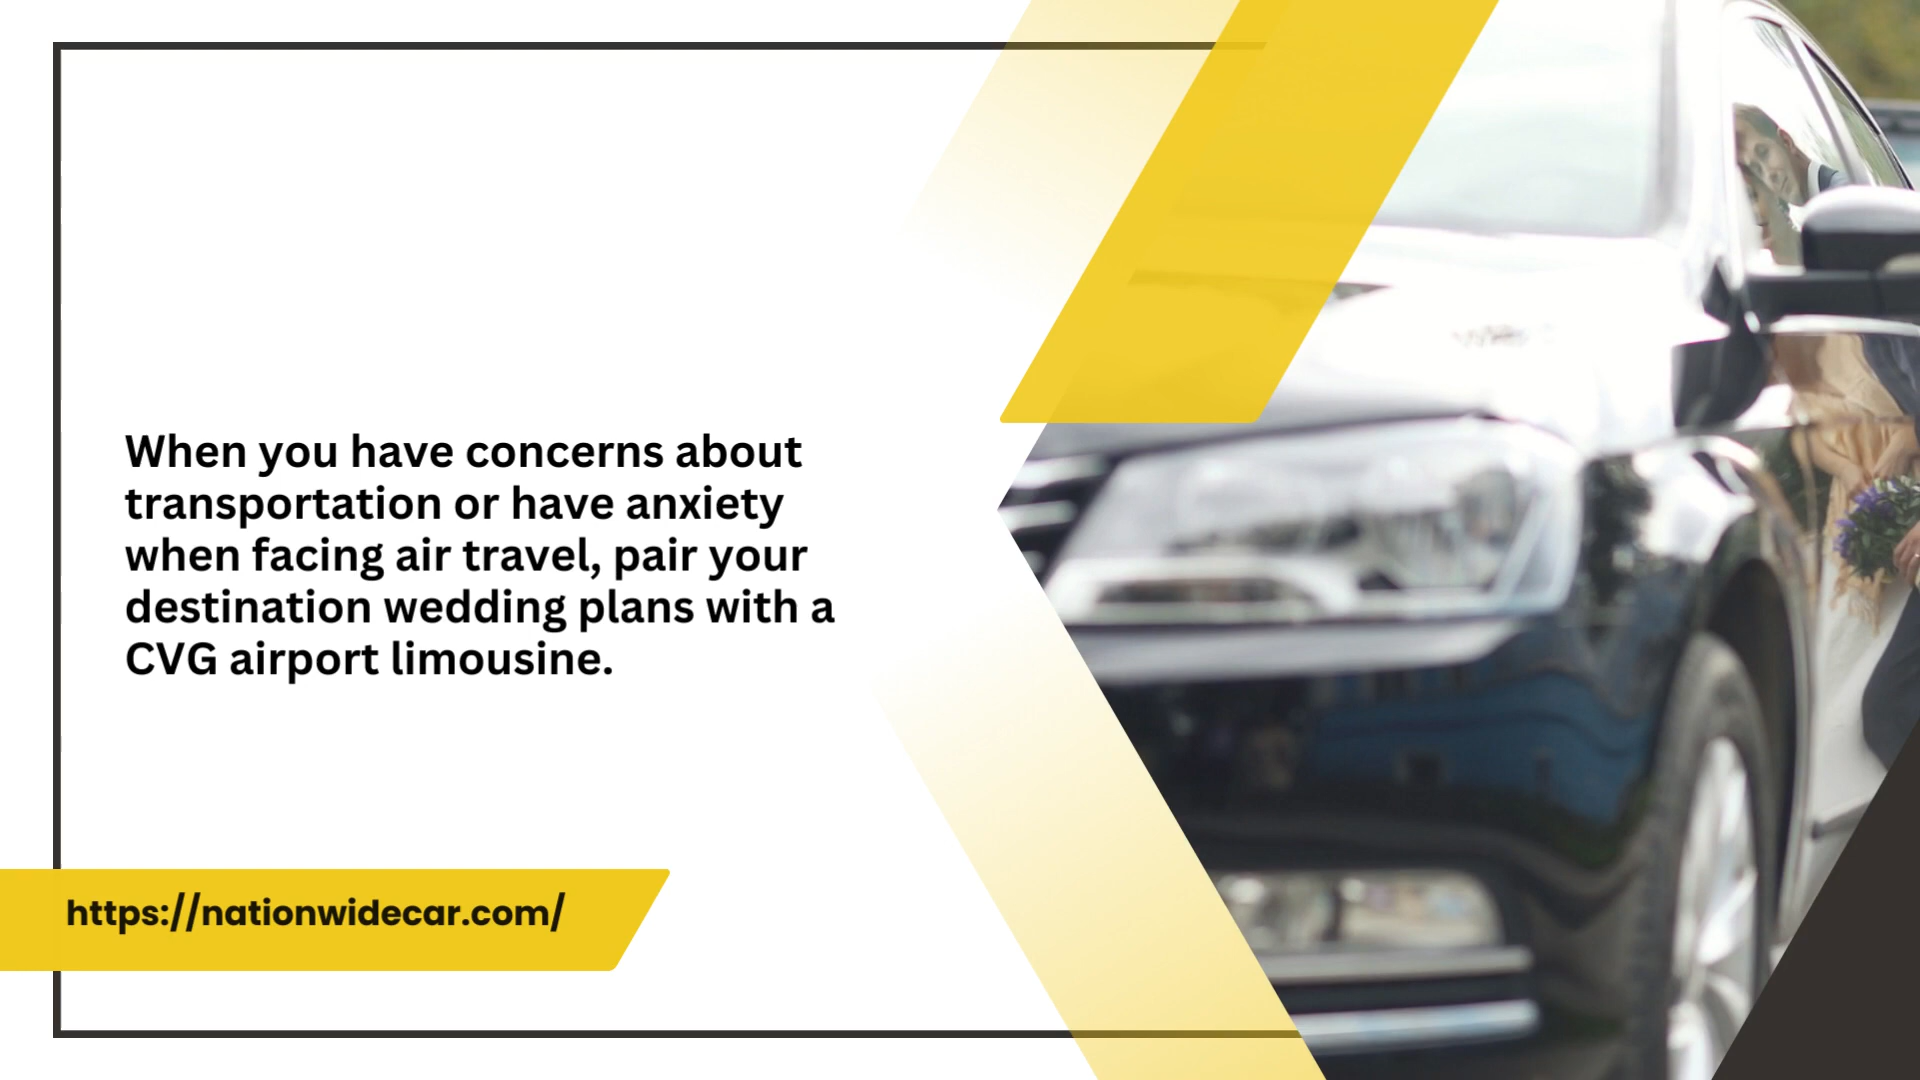 When you have concerns about
transportation or have anxiety
when facing air travel, pair your
destination wedding plans with a
CVG airport limousine.
https://nationwidecar.com/